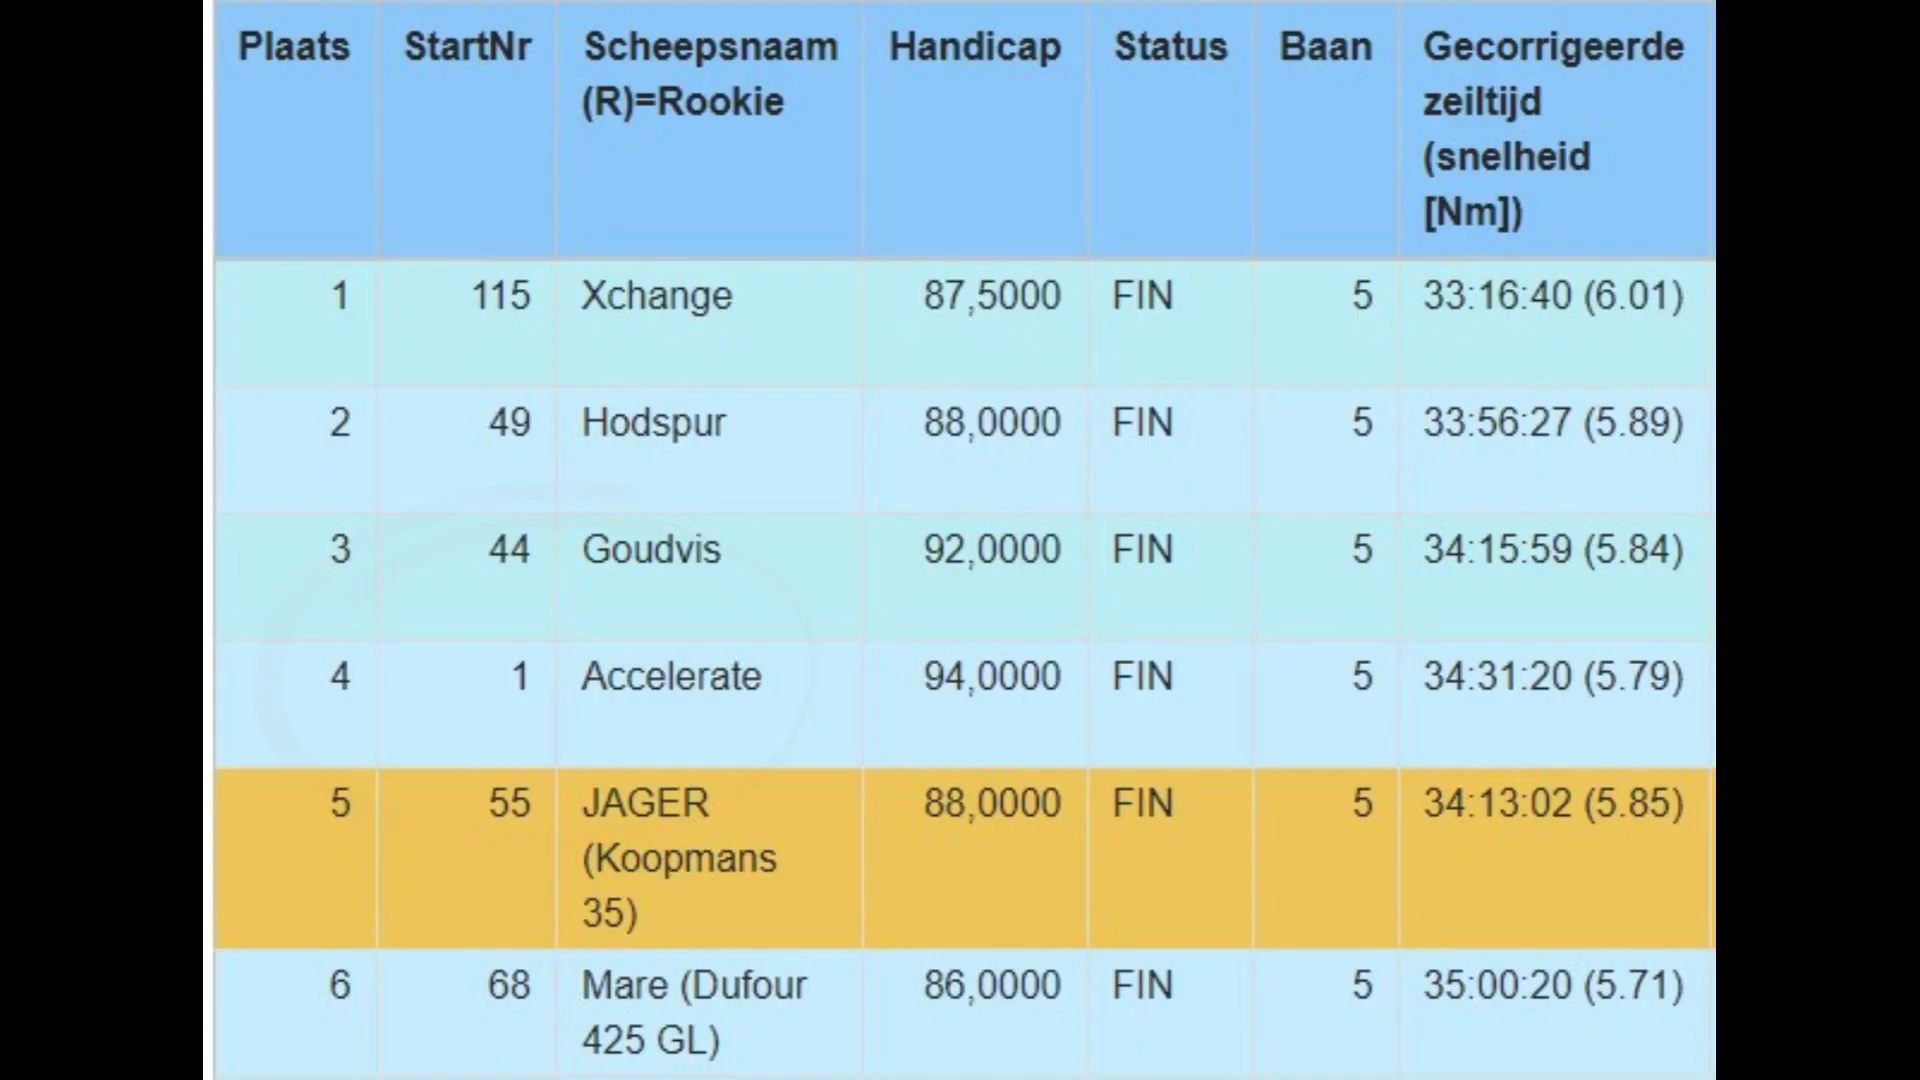 Plaats StartNr Scheepsnaam Handicap Status Baan Gecorrigeerde
(R)=Rookie zeiltijd
(snelheid
[Nm])
1 115 Xchange 87,5000 FIN 5 33:16:40 (6.01)
2 49 Hodspur 88,0000 FIN 5 33:56:27 (5.89)
3 44 Goudvis 92,0000 FIN 5 34:15:59 (5.84)
4 1 Accelerate 94,0000 FIN 5 34:31:20 (5.79)
5 55 JAGER 88,0000 FIN 5 34:13:02 (5.85)
(Koopmans
35)
6 68 Mare (Dufour 86,0000 FIN 5 35:00:20 (5.71)
425 GL)